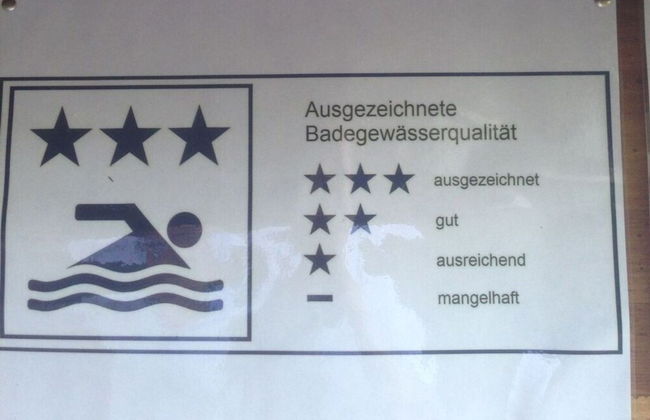 Ausgezeichnete
Badegewässerqualität
ausgezeichnet
gut
ausreichend
mangelhaft